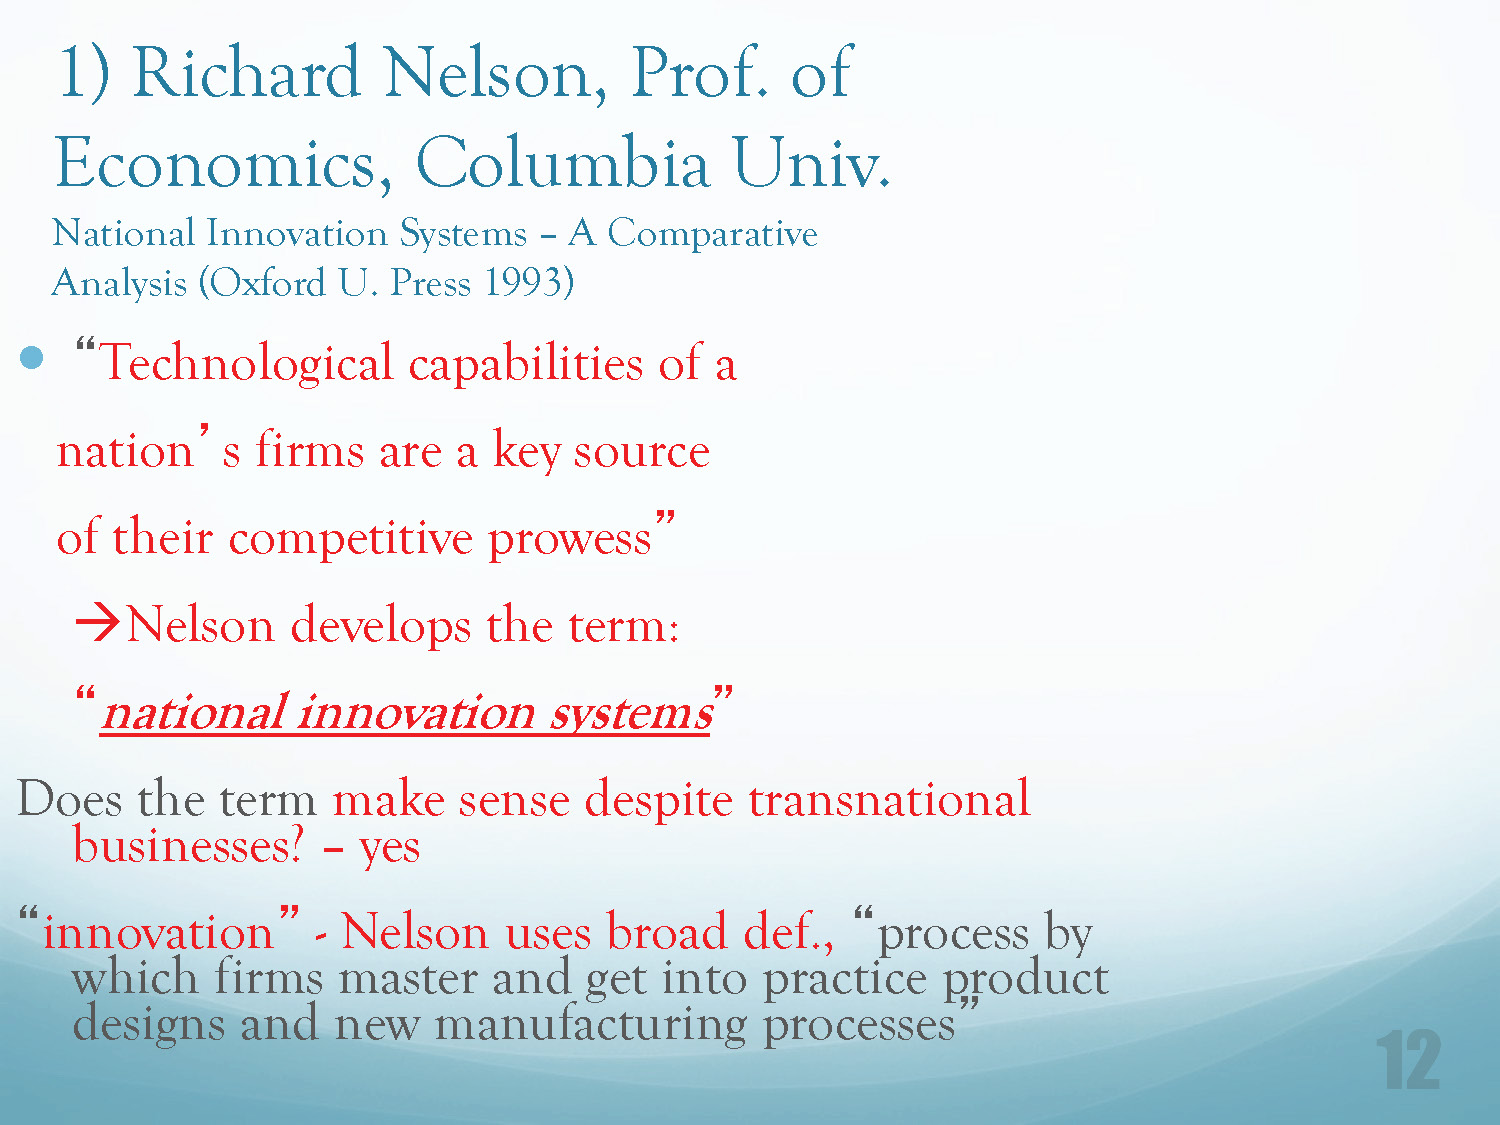 1) Richard Nelson, Prof. of
Economics, Columbia Univ.
National Innovation Systems – A Comparative
Analysis (Oxford U. Press 1993)
● “Technological capabilities of a
nation’s firms are a key source
of their competitive prowess”
→Nelson develops the term:
“national innovation systems”
Does the term make sense despite transnational
businesses? – yes
“innovation” - Nelson uses broad def., “process by
which firms master and get into practice product
designs and new manufacturing processes”
12